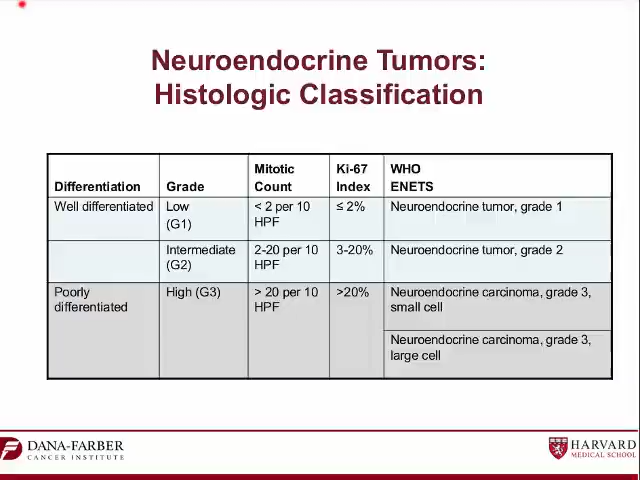 Neuroendocrine Tumors:
Histologic Classification
Differentiation Grade Mitotic Count Ki-67 Index WHO ENETS
Well differentiated Low (G1) < 2 per 10 HPF ≤ 2% Neuroendocrine tumor, grade 1
Intermediate (G2) 2-20 per 10 HPF 3-20% Neuroendocrine tumor, grade 2
Poorly differentiated High (G3) > 20 per 10 HPF >20% Neuroendocrine carcinoma, grade 3, small cell
Neuroendocrine carcinoma, grade 3, large cell
DANA-FARBER
CANCER INSTITUTE
HARVARD
MEDICAL SCHOOL